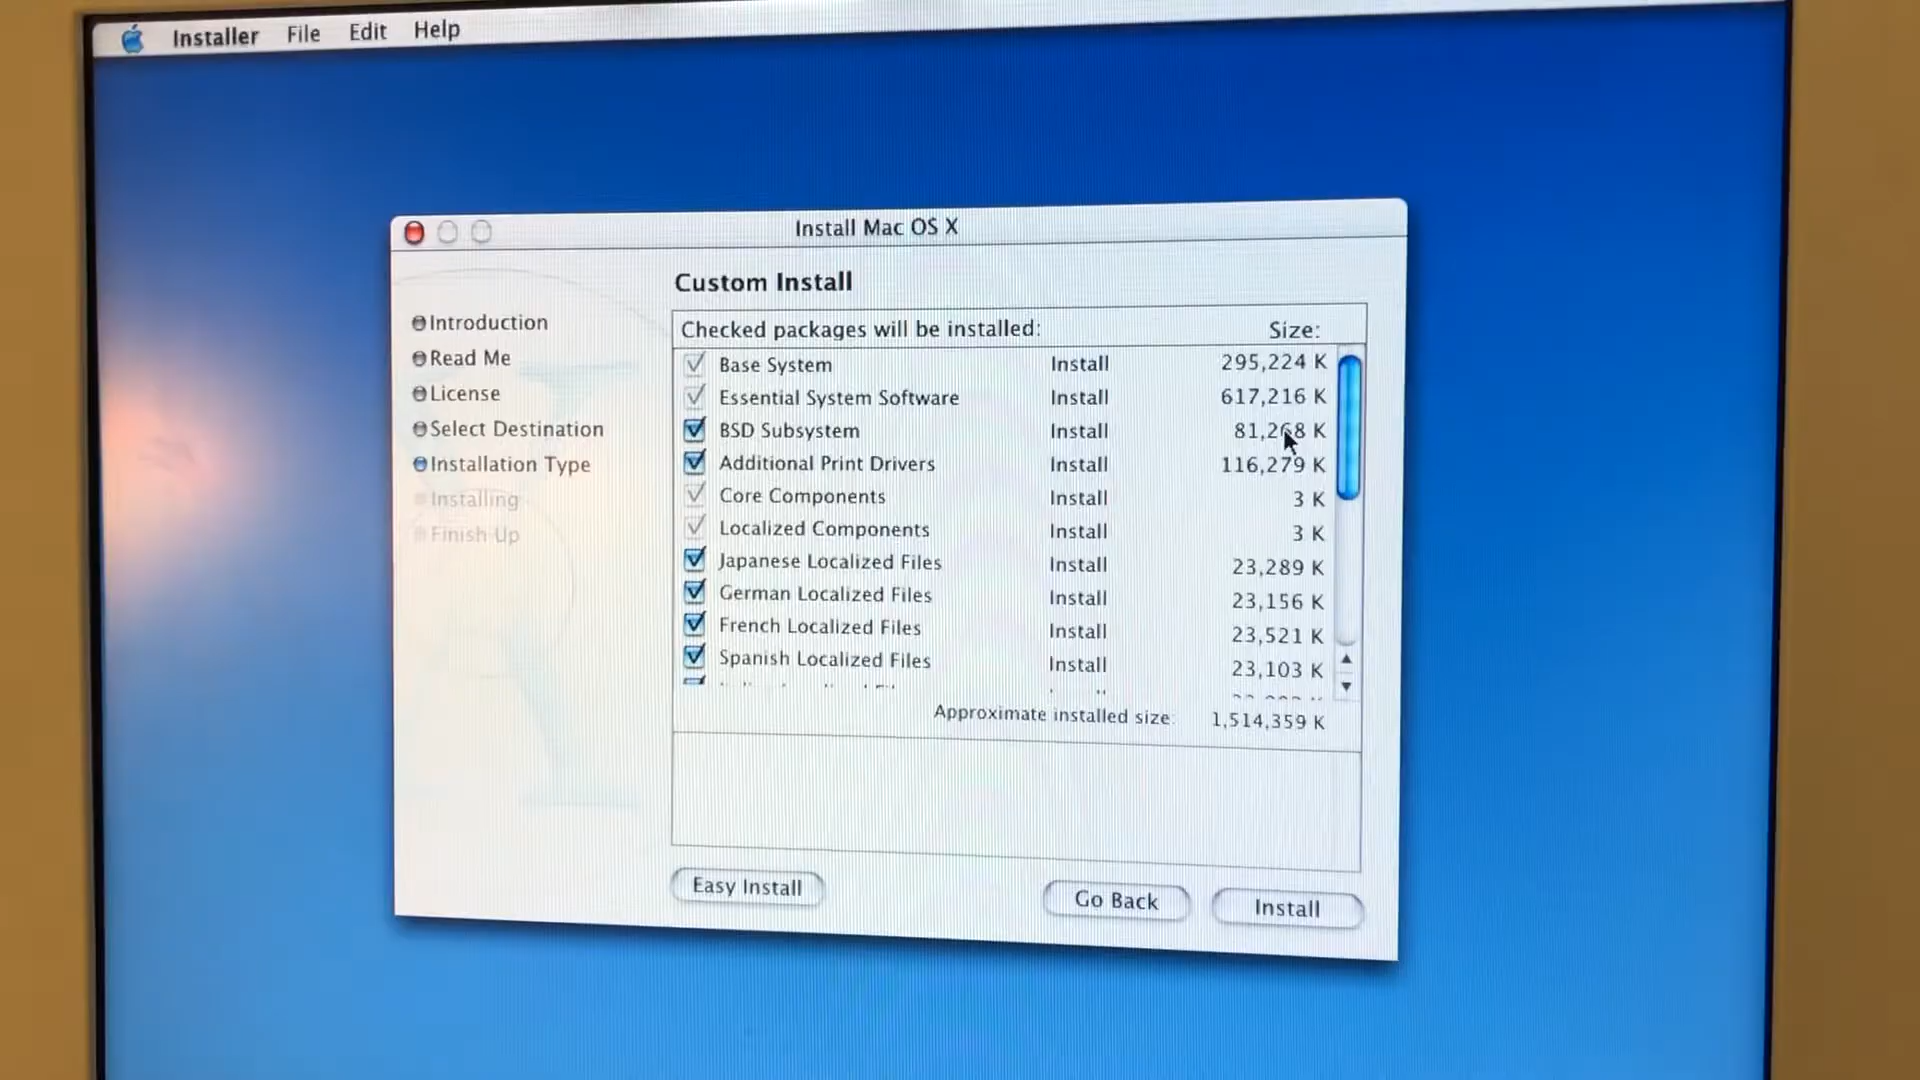 Installer File Edit Help
Install Mac OS X
Custom Install
Introduction
Read Me
License
Select Destination
Installation Type
Installing
Finish Up
Checked packages will be installed: Size:
Base System Install 295,224 K
Essential System Software Install 617,216 K
BSD Subsystem Install 81,268 K
Additional Print Drivers Install 116,279 K
Core Components Install 3 K
Localized Components Install 3 K
Japanese Localized Files Install 23,289 K
German Localized Files Install 23,156 K
French Localized Files Install 23,521 K
Spanish Localized Files Install 23,103 K
Approximate installed size: 1,514,359 K
Easy Install Go Back Install